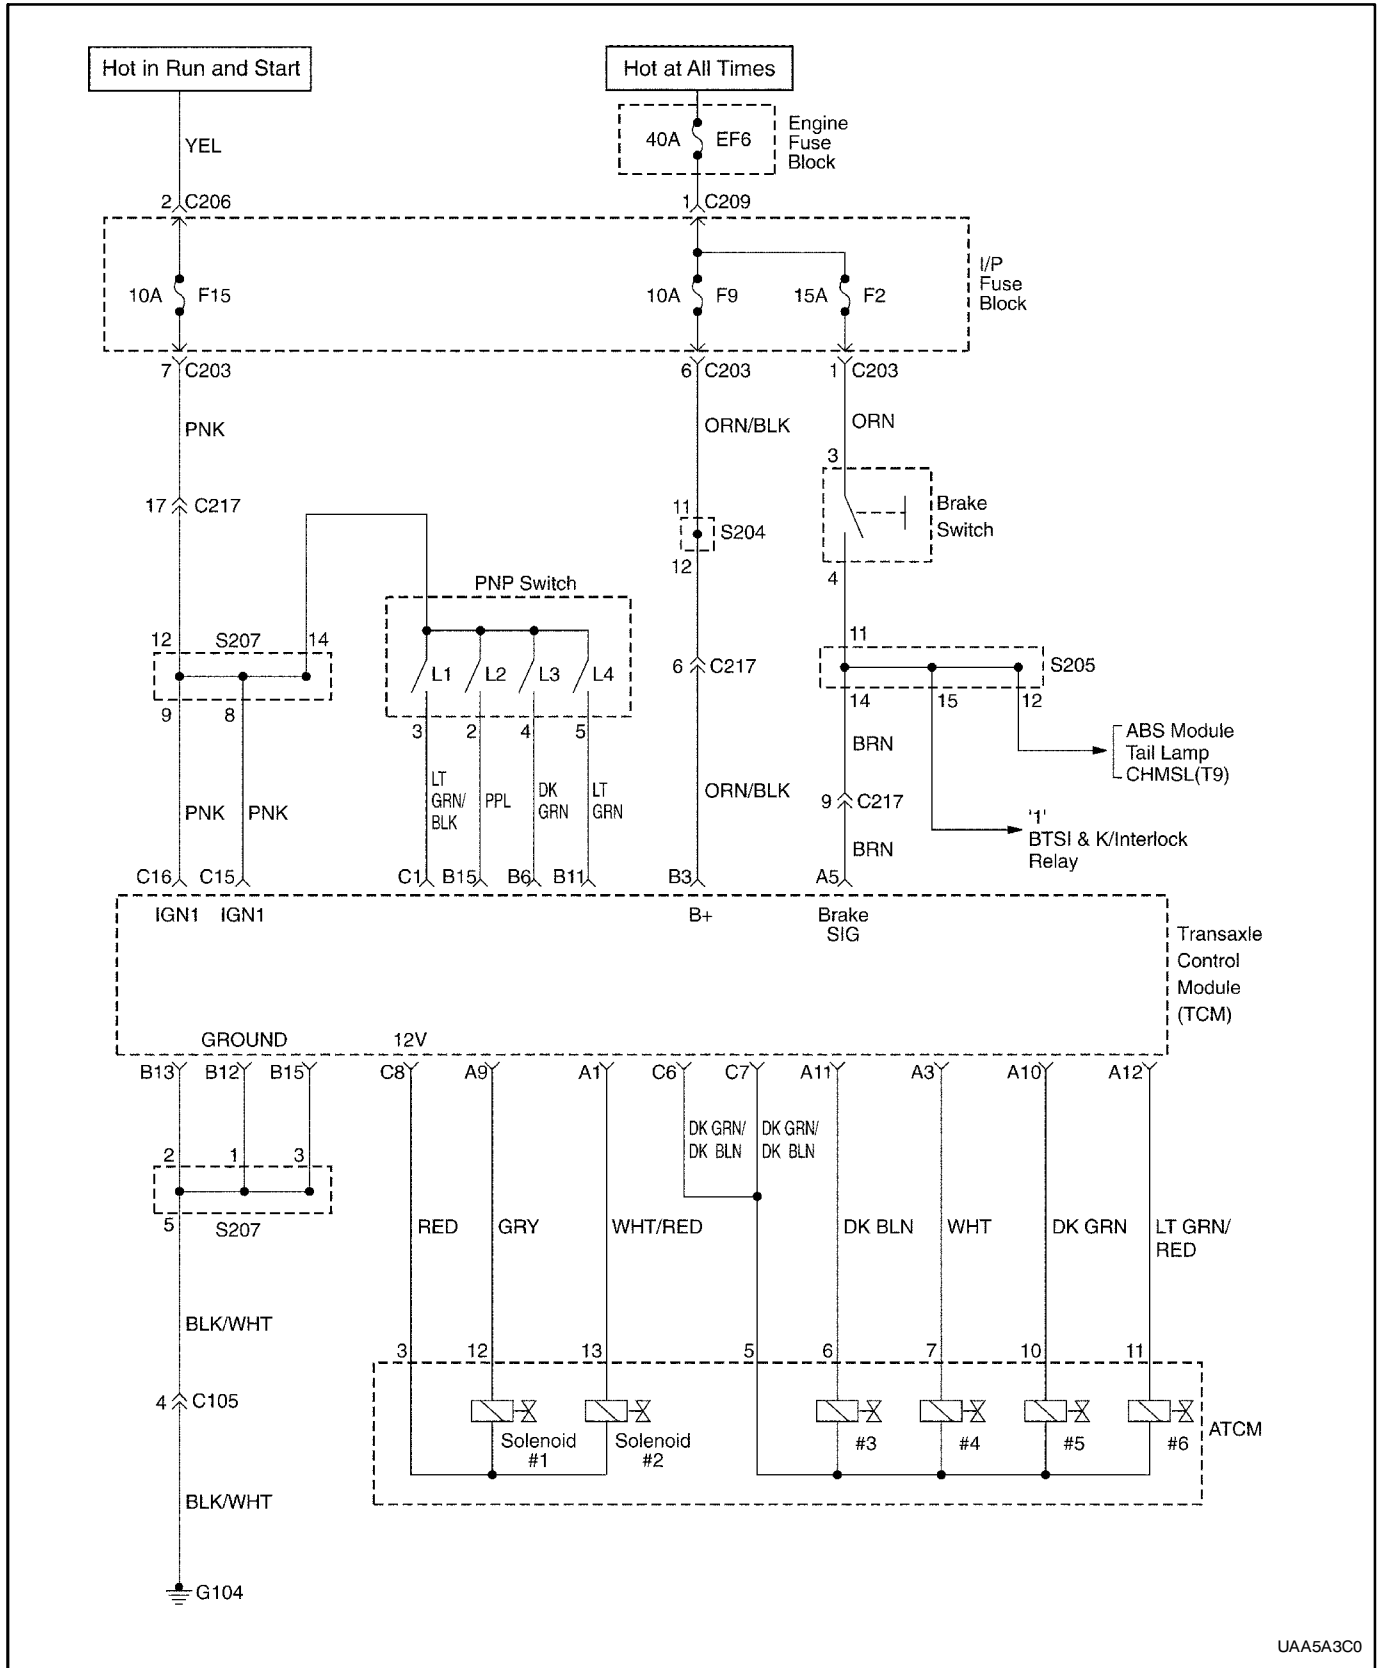 Hot in Run and Start
Hot at All Times
YEL
40A EF6
Engine
Fuse
Block
2 C206
1 C209
10A F15
10A F9
15A F2
I/P
Fuse
Block
7 C203
6 C203
1 C203
PNK
ORN/BLK
ORN
3
17 C217
11
S204
12
Brake
Switch
4
PNP Switch
12 S207 14
L1 L2 L3 L4
9 8
3 2 4 5
6 C217
11
S205
14 15 12
ABS Module
Tail Lamp
CHMSL(T9)
BRN
LT
GRN/
BLK
PPL
DK
GRN
LT
GRN
ORN/BLK
9 C217
'1'
BTSI & K/Interlock
Relay
PNK PNK
BRN
C16 C15 C1 B15 B6 B11 B3 A5
IGN1 IGN1 B+ Brake
SIG
Transaxle
Control
Module
(TCM)
GROUND 12V
B13 B12 B15 C8 A9 A1 C6 C7 A11 A3 A10 A12
DK GRN/
DK BLN
DK GRN/
DK BLN
2 1 3
5 S207
RED GRY WHT/RED DK BLN WHT DK GRN LT GRN/
RED
BLK/WHT
3 12 13 5 6 7 10 11
4 C105
Solenoid
#1
Solenoid
#2
#3 #4 #5 #6
ATCM
BLK/WHT
G104
UAA5A3C0